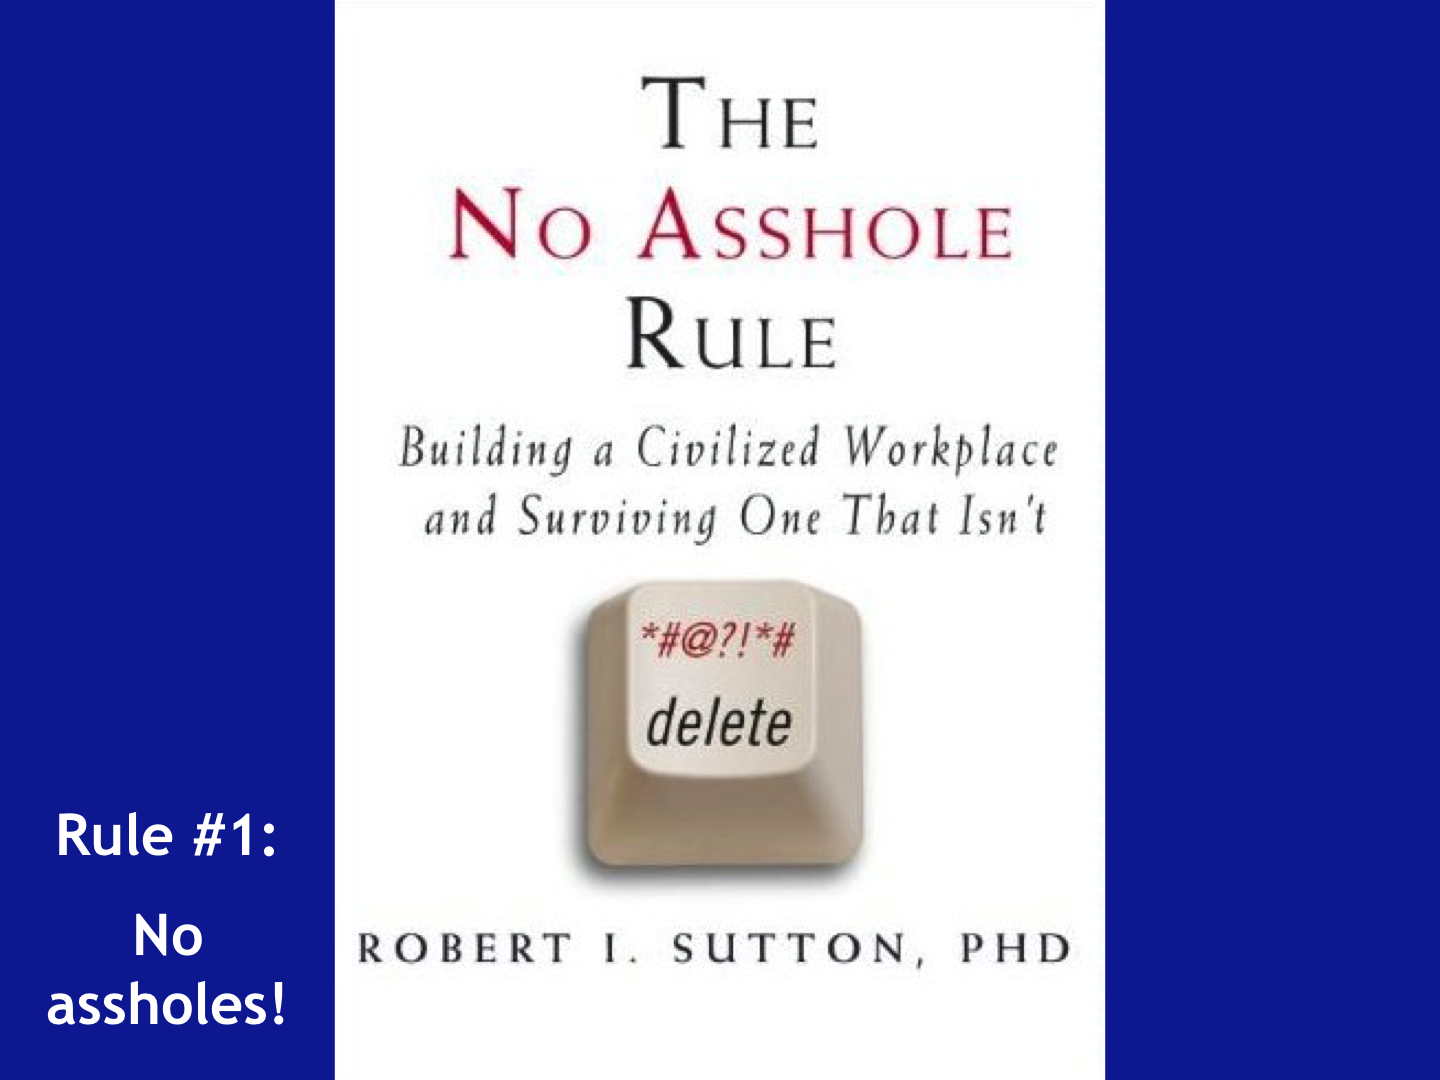 THE
NO ASSHOLE
RULE
Building a Civilized Workplace
and Surviving One That Isn't
*#@?!*#
delete
ROBERT I. SUTTON, PHD
Rule #1:
No
assholes!